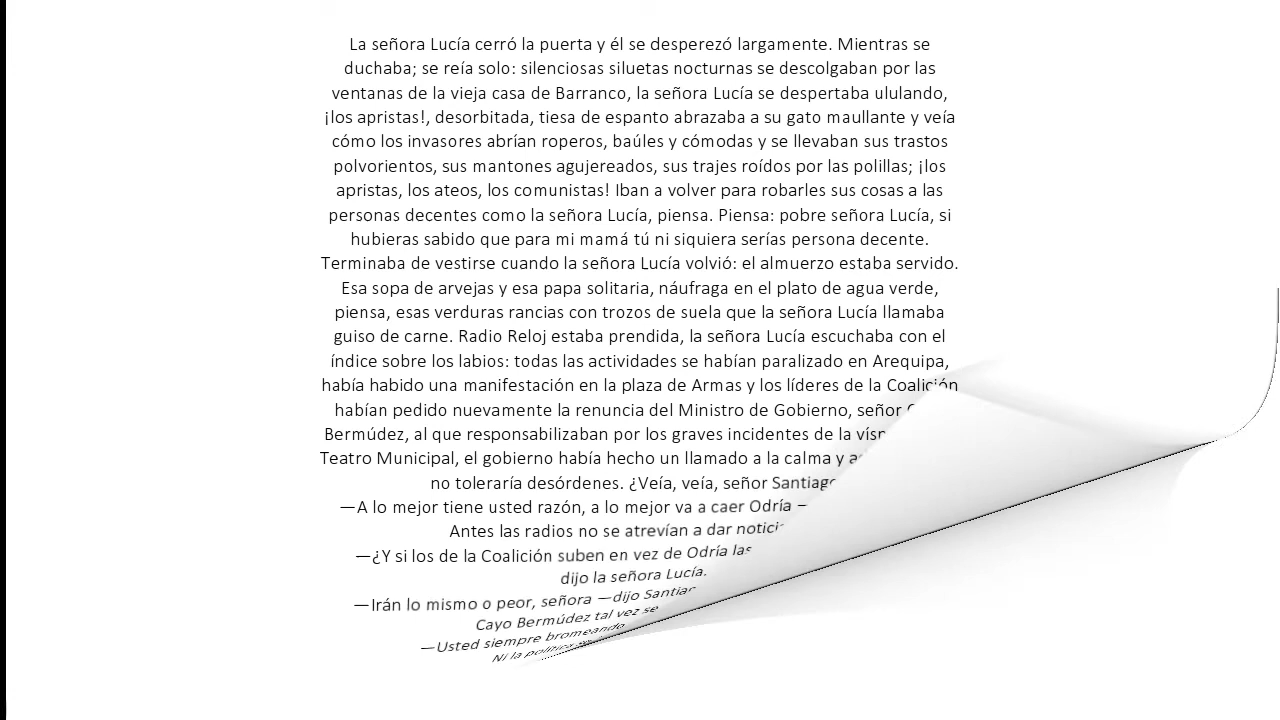 La señora Lucía cerró la puerta y él se desperezó largamente. Mientras se
duchaba; se reía solo: silenciosas siluetas nocturnas se descolgaban por las
ventanas de la vieja casa de Barranco, la señora Lucía se despertaba ululando,
¡los apristas!, desorbitada, tiesa de espanto abrazaba a su gato maullante y veía
cómo los invasores abrían roperos, baúles y cómodas y se llevaban sus trastos
polvorientos, sus mantones agujereados, sus trajes roídos por las polillas; ¡los
apristas, los ateos, los comunistas! Iban a volver para robarles sus cosas a las
personas decentes como la señora Lucía, piensa. Piensa: pobre señora Lucía, si
hubieras sabido que para mi mamá tú ni siquiera serías persona decente.
Terminaba de vestirse cuando la señora Lucía volvió: el almuerzo estaba servido.
Esa sopa de arvejas y esa papa solitaria, náufraga en el plato de agua verde,
piensa, esas verduras rancias con trozos de suela que la señora Lucía llamaba
guiso de carne. Radio Reloj estaba prendida, la señora Lucía escuchaba con el
índice sobre los labios: todas las actividades se habían paralizado en Arequipa,
había habido una manifestación en la plaza de Armas y los líderes de la Coalición
habían pedido nuevamente la renuncia del Ministro de Gobierno, señor
Bermúdez, al que responsabilizaban por los graves incidentes de la
Teatro Municipal, el gobierno había hecho un llamado a la calma y
no toleraría desórdenes. ¿Veía, veía, señor Santiago
—A lo mejor tiene usted razón, a lo mejor va a caer Odría —
Antes las radios no se atrevían a dar
—¿Y si los de la Coalición suben en vez de Odría las
dijo la señora Lucía.
—Irán lo mismo o peor, señora —dijo
Cayo Bermúdez tal vez se
—Usted siempre bromeando
Ni la